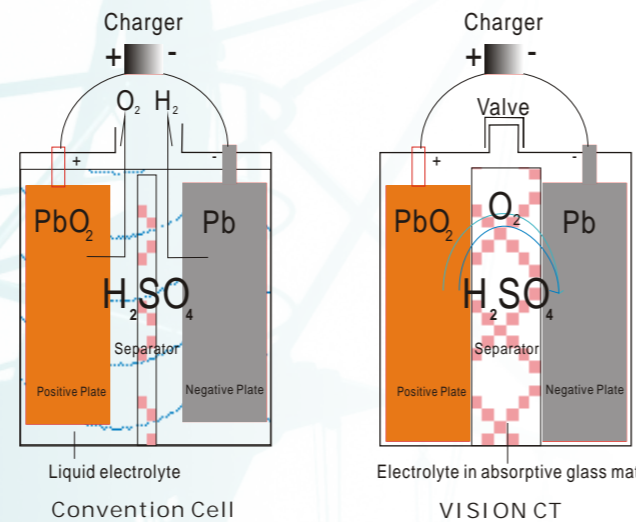 Charger
+ -
O₂ H₂
+ -
PbO₂
Pb
H₂SO₄
Separator
Positive Plate
Negative Plate
Liquid electrolyte
Convention Cell
Charger
+ -
Valve
+ -
PbO₂
O₂
Pb
H₂SO₄
Separator
Positive Plate
Negative Plate
Electrolyte in absorptive glass mat
VISION CT